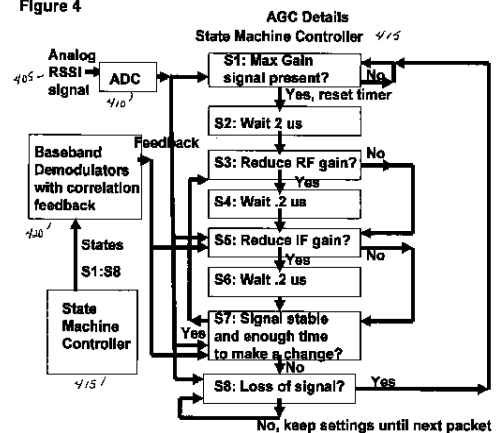 Figure 4
AGC Details
State Machine Controller 415
Analog
RSSI
signal
405
ADC
410
S1: Max Gain
signal present?
No
Yes, reset timer
S2: Wait 2 us
Feedback
Baseband
Demodulators
with correlation
feedback
420
S3: Reduce RF gain?
No
Yes
S4: Wait .2 us
S5: Reduce IF gain?
No
Yes
States
S1:S8
S6: Wait .2 us
State
Machine
Controller
415
S7: Signal stable
and enough time
to make a change?
Yes
No
S8: Loss of signal?
Yes
No, keep settings until next packet